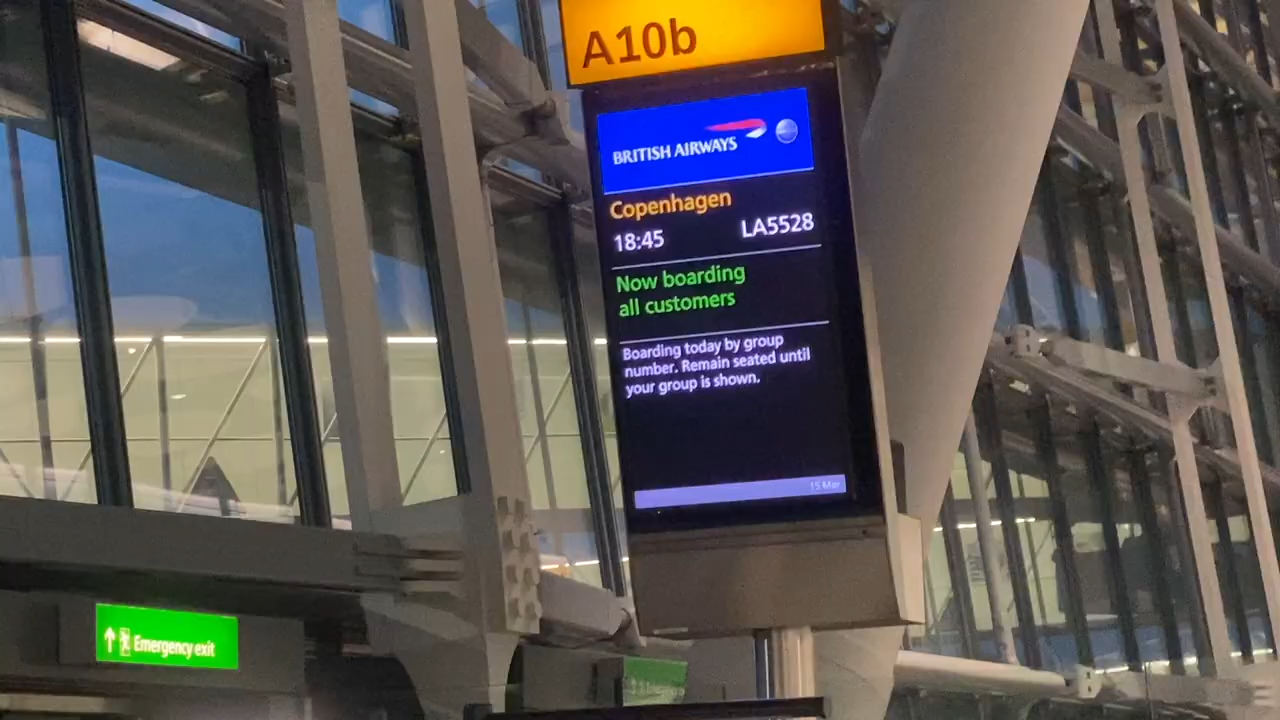 A10b
BRITISH AIRWAYS
Copenhagen
18:45 LA5528
Now boarding
all customers
Boarding today by group
number. Remain seated until
your group is shown.
15 Mar
Emergency exit